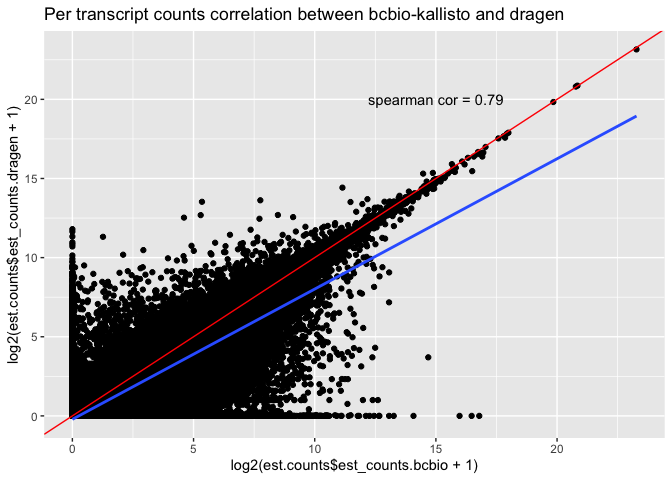 Per transcript counts correlation between bcbio-kallisto and dragen
spearman cor = 0.79
log2(est.counts$est_counts.dragen + 1)
20
15
10
5
0
0
5
10
15
20
log2(est.counts$est_counts.bcbio + 1)